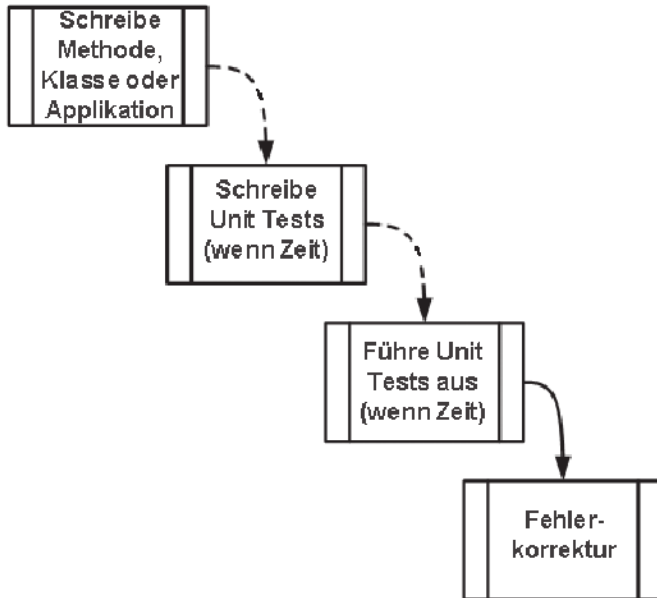 Schreibe
Methode,
Klasse oder
Applikation
Schreibe
Unit Tests
(wenn Zeit)
Führe Unit
Tests aus
(wenn Zeit)
Fehler-
korrektur